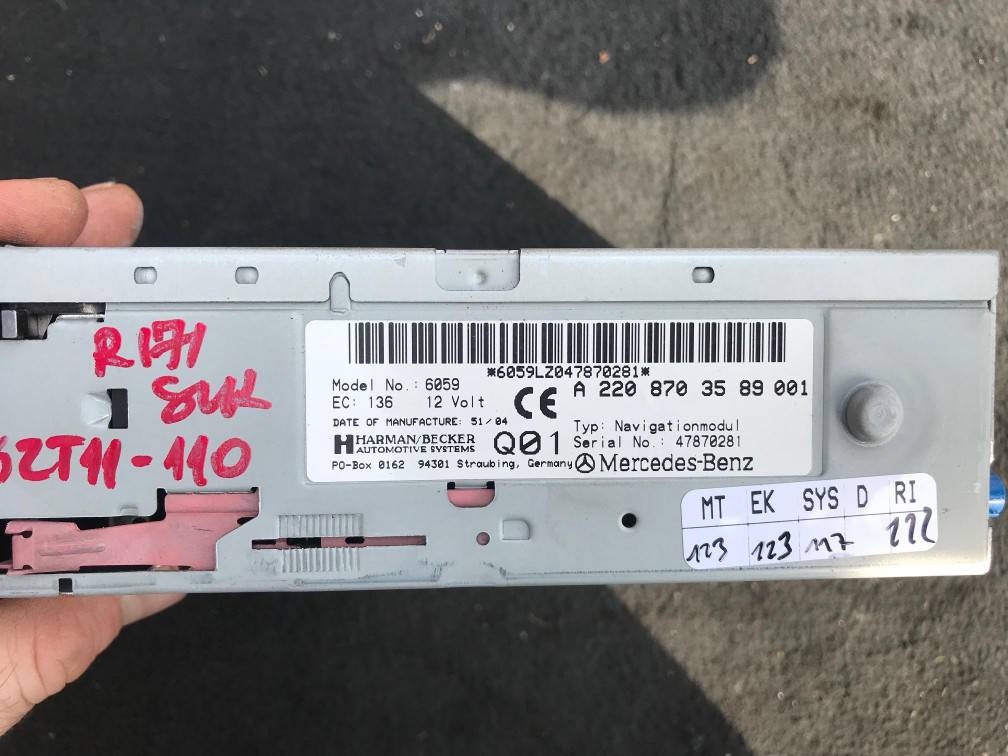 R171
SLK
62T11-110
*6059LZ047870281*
Model No.: 6059
EC: 136 12 Volt
CE
A 220 870 35 89 001
DATE OF MANUFACTURE: 51/04
HARMAN/BECKER
AUTOMOTIVE SYSTEMS
Q01
Typ: Navigationmodul
Serial No.: 47870281
PO-Box 0162 94301 Straubing, Germany
Mercedes-Benz
MT EK SYS D RI
123 123 117 222